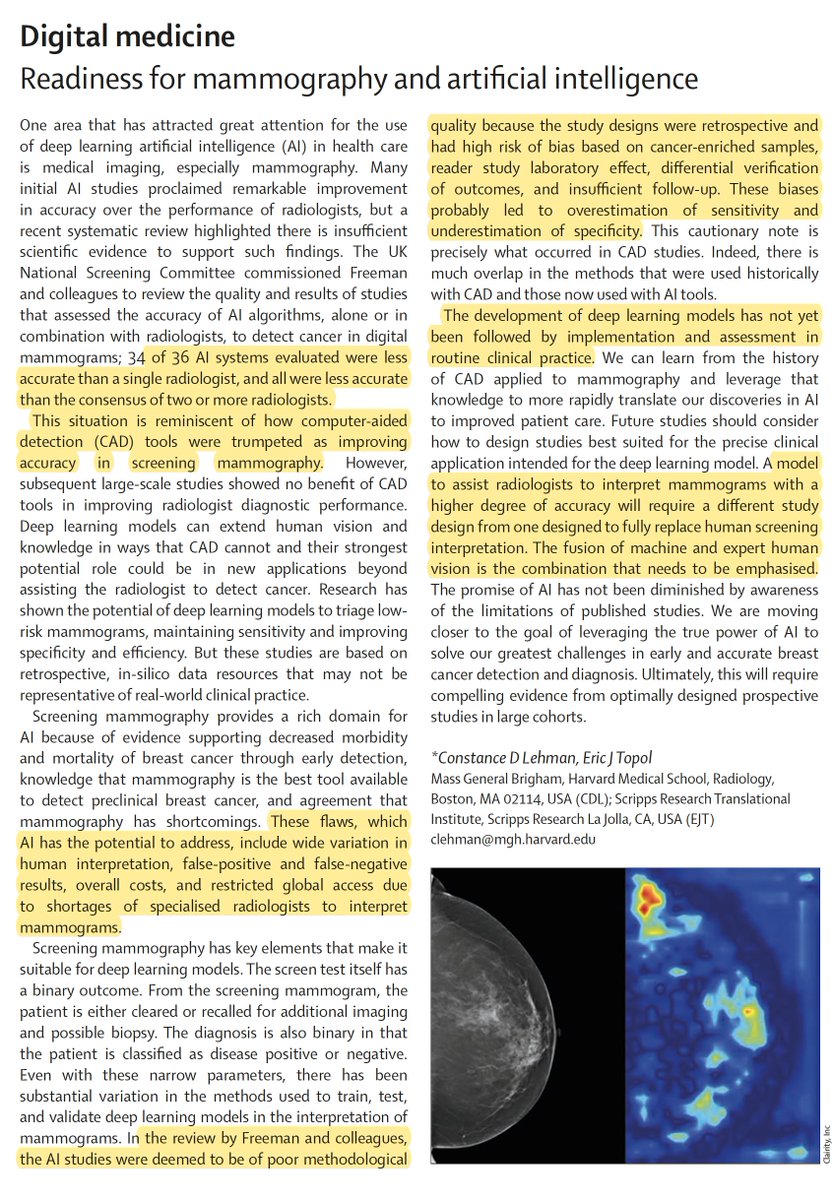 Digital medicine
Readiness for mammography and artificial intelligence
One area that has attracted great attention for the use
of deep learning artificial intelligence (AI) in health care
is medical imaging, especially mammography. Many
initial AI studies proclaimed remarkable improvement
in accuracy over the performance of radiologists, but a
recent systematic review highlighted there is insufficient
scientific evidence to support such findings. The UK
National Screening Committee commissioned Freeman
and colleagues to review the quality and results of studies
that assessed the accuracy of AI algorithms, alone or in
combination with radiologists, to detect cancer in digital
mammograms; 34 of 36 AI systems evaluated were less
accurate than a single radiologist, and all were less accurate
than the consensus of two or more radiologists.
This situation is reminiscent of how computer-aided
detection (CAD) tools were trumpeted as improving
accuracy in screening mammography. However,
subsequent large-scale studies showed no benefit of CAD
tools in improving radiologist diagnostic performance.
Deep learning models can extend human vision and
knowledge in ways that CAD cannot and their strongest
potential role could be in new applications beyond
assisting the radiologist to detect cancer. Research has
shown the potential of deep learning models to triage low-
risk mammograms, maintaining sensitivity and improving
specificity and efficiency. But these studies are based on
retrospective, in-silico data resources that may not be
representative of real-world clinical practice.
Screening mammography provides a rich domain for
AI because of evidence supporting decreased morbidity
and mortality of breast cancer through early detection,
knowledge that mammography is the best tool available
to detect preclinical breast cancer, and agreement that
mammography has shortcomings. These flaws, which
AI has the potential to address, include wide variation in
human interpretation, false-positive and false-negative
results, overall costs, and restricted global access due
to shortages of specialised radiologists to interpret
mammograms.
Screening mammography has key elements that make it
suitable for deep learning models. The screen test itself has
a binary outcome. From the screening mammogram, the
patient is either cleared or recalled for additional imaging
and possible biopsy. The diagnosis is also binary in that
the patient is classified as disease positive or negative.
Even with these narrow parameters, there has been
substantial variation in the methods used to train, test,
and validate deep learning models in the interpretation of
mammograms. In the review by Freeman and colleagues,
the AI studies were deemed to be of poor methodological
quality because the study designs were retrospective and
had high risk of bias based on cancer-enriched samples,
reader study laboratory effect, differential verification
of outcomes, and insufficient follow-up. These biases
probably led to overestimation of sensitivity and
underestimation of specificity. This cautionary note is
precisely what occurred in CAD studies. Indeed, there is
much overlap in the methods that were used historically
with CAD and those now used with AI tools.
The development of deep learning models has not yet
been followed by implementation and assessment in
routine clinical practice. We can learn from the history
of CAD applied to mammography and leverage that
knowledge to more rapidly translate our discoveries in AI
to improved patient care. Future studies should consider
how to design studies best suited for the precise clinical
application intended for the deep learning model. A model
to assist radiologists to interpret mammograms with a
higher degree of accuracy will require a different study
design from one designed to fully replace human screening
interpretation. The fusion of machine and expert human
vision is the combination that needs to be emphasised.
The promise of AI has not been diminished by awareness
of the limitations of published studies. We are moving
closer to the goal of leveraging the true power of AI to
solve our greatest challenges in early and accurate breast
cancer detection and diagnosis. Ultimately, this will require
compelling evidence from optimally designed prospective
studies in large cohorts.
*Constance D Lehman, Eric J Topol
Mass General Brigham, Harvard Medical School, Radiology,
Boston, MA 02114, USA (CDL); Scripps Research Translational
Institute, Scripps Research La Jolla, CA, USA (EJT)
clehman@mgh.harvard.edu
Clairity, Inc